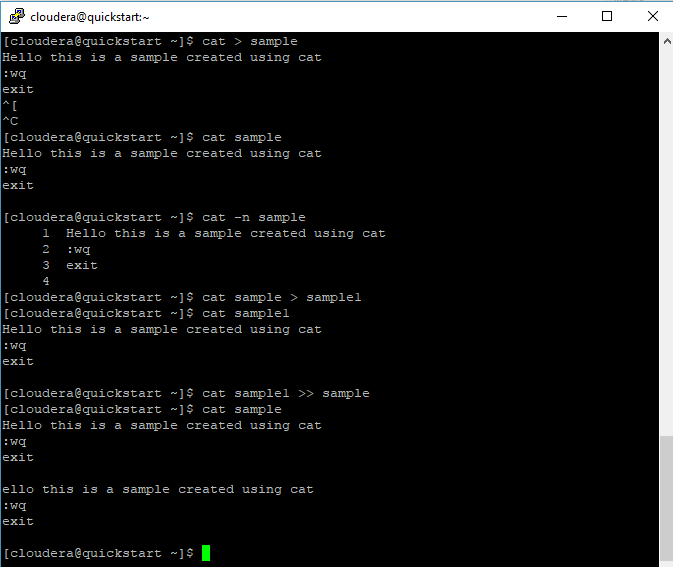 cloudera@quickstart:~
[cloudera@quickstart ~]$ cat > sample
Hello this is a sample created using cat
:wq
exit
^[
^C
[cloudera@quickstart ~]$ cat sample
Hello this is a sample created using cat
:wq
exit
[cloudera@quickstart ~]$ cat -n sample
1 Hello this is a sample created using cat
2 :wq
3 exit
4
[cloudera@quickstart ~]$ cat sample > sample1
[cloudera@quickstart ~]$ cat sample1
Hello this is a sample created using cat
:wq
exit
[cloudera@quickstart ~]$ cat sample1 >> sample
[cloudera@quickstart ~]$ cat sample
Hello this is a sample created using cat
:wq
exit
ello this is a sample created using cat
:wq
exit
[cloudera@quickstart ~]$